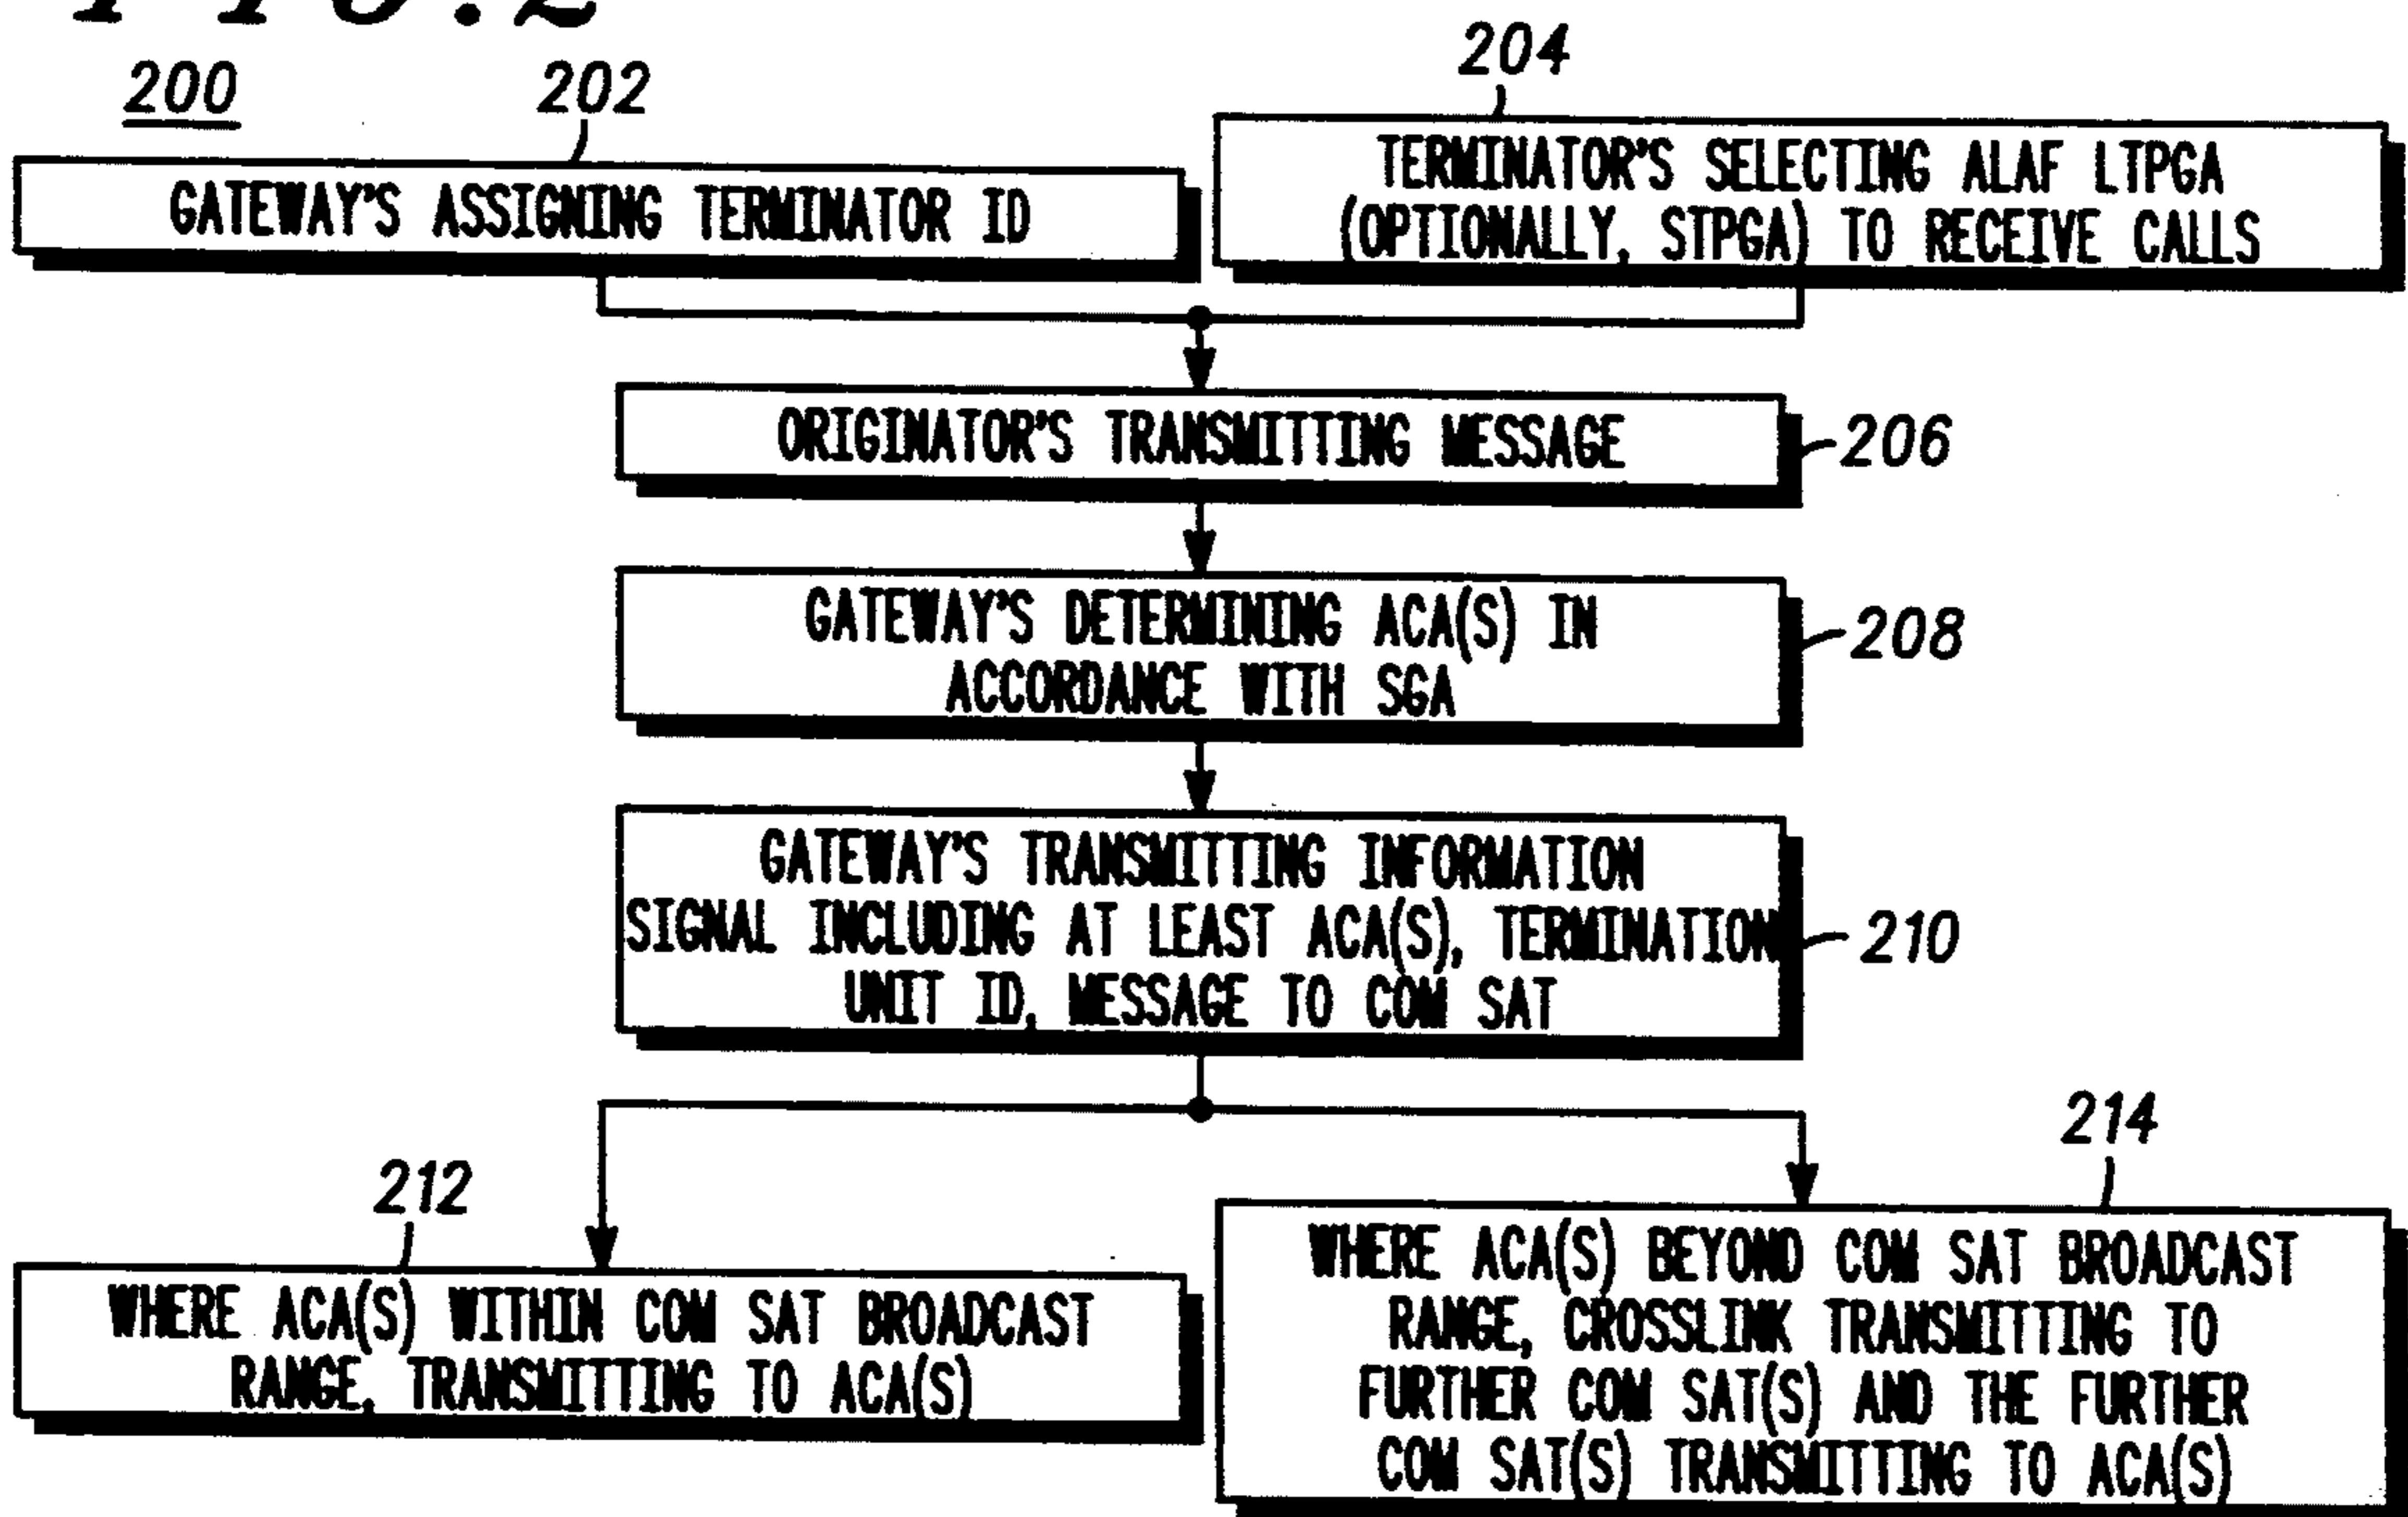 FIG.2
200
202
204
GATEWAY'S ASSIGNING TERMINATOR ID
TERMINATOR'S SELECTING ALAF LTPGA
(OPTIONALLY, STPGA) TO RECEIVE CALLS
ORIGINATOR'S TRANSMITTING MESSAGE
206
GATEWAY'S DETERMINING ACA(S) IN
ACCORDANCE WITH SGA
208
GATEWAY'S TRANSMITTING INFORMATION
SIGNAL INCLUDING AT LEAST ACA(S), TERMINATION
UNIT ID, MESSAGE TO COM SAT
210
212
WHERE ACA(S) WITHIN COM SAT BROADCAST
RANGE, TRANSMITTING TO ACA(S)
214
WHERE ACA(S) BEYOND COM SAT BROADCAST
RANGE, CROSSLINK TRANSMITTING TO
FURTHER COM SAT(S) AND THE FURTHER
COM SAT(S) TRANSMITTING TO ACA(S)